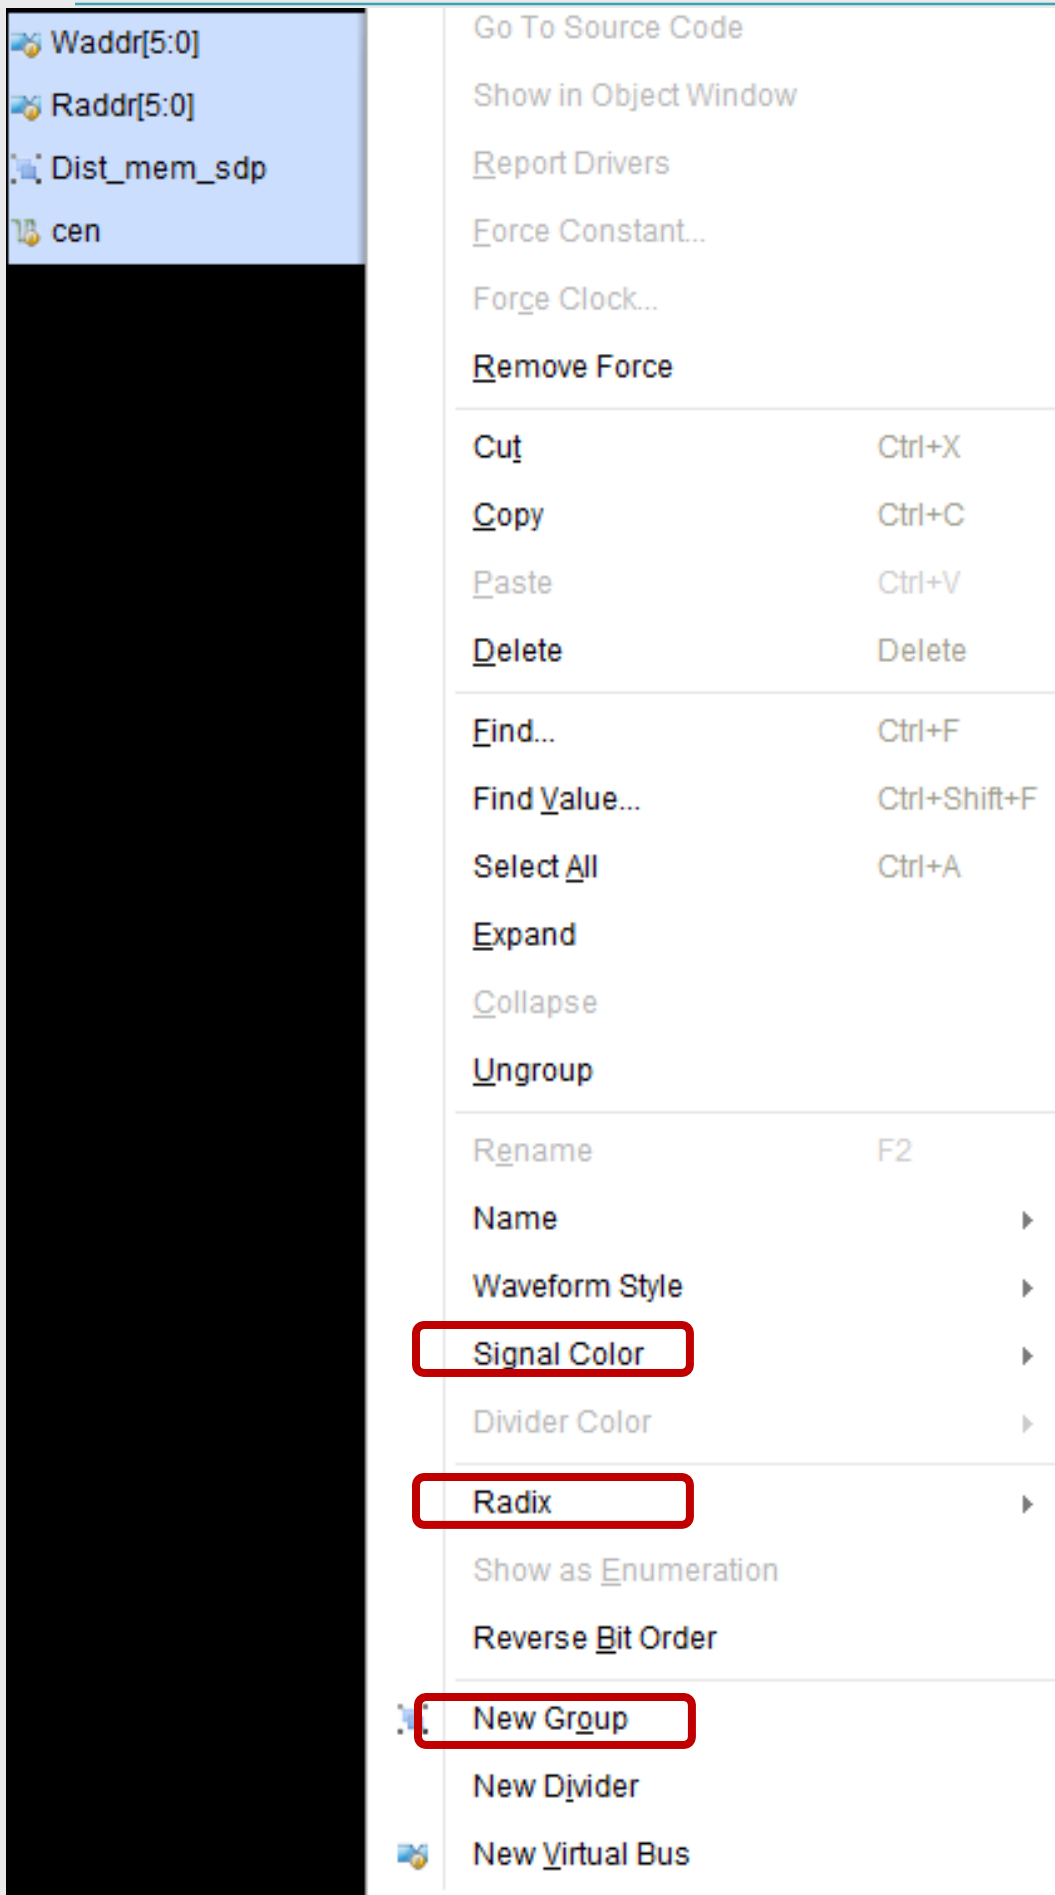 Waddr[5:0]
Raddr[5:0]
Dist_mem_sdp
cen
Go To Source Code
Show in Object Window
Report Drivers
Force Constant...
Force Clock...
Remove Force
Cut Ctrl+X
Copy Ctrl+C
Paste Ctrl+V
Delete Delete
Find... Ctrl+F
Find Value... Ctrl+Shift+F
Select All Ctrl+A
Expand
Collapse
Ungroup
Rename F2
Name
Waveform Style
Signal Color
Divider Color
Radix
Show as Enumeration
Reverse Bit Order
New Group
New Divider
New Virtual Bus